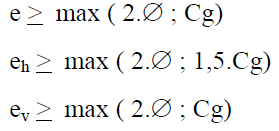 e ≥ max ( 2.∅ ; Cg)
eh ≥ max ( 2.∅ ; 1,5.Cg)
ev ≥ max ( 2.∅ ; Cg)